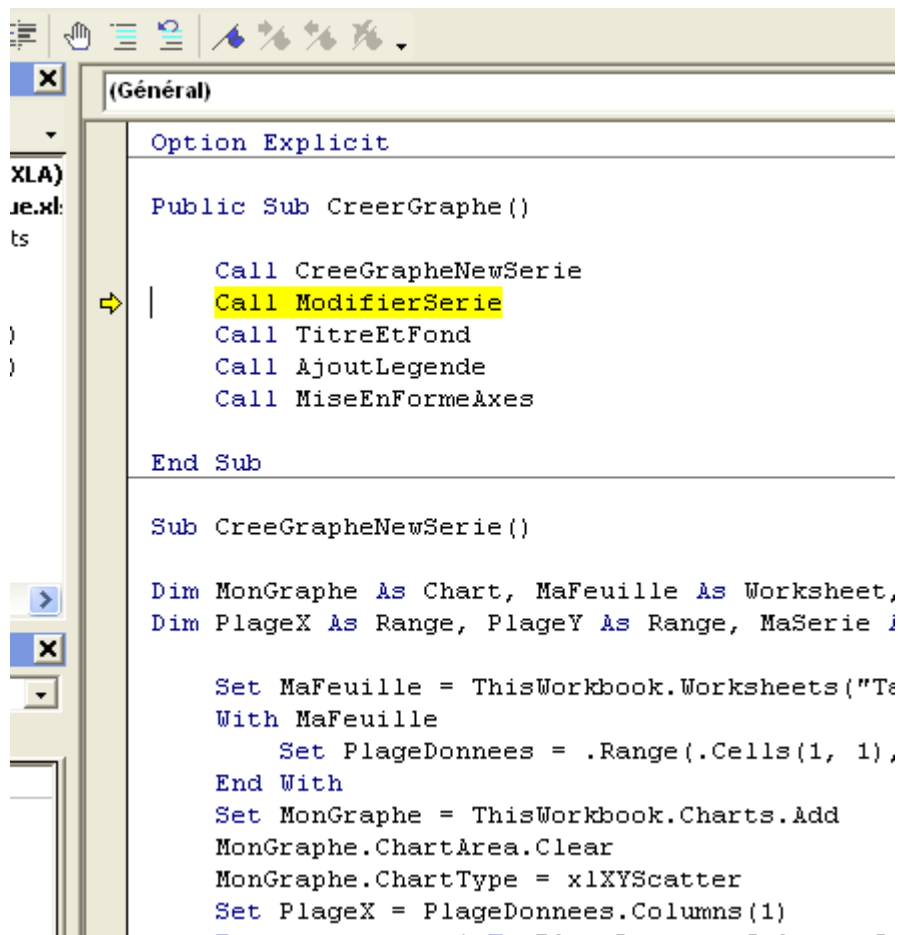 (Général)
XLA)
ue.xl
ts
)
)
Option Explicit
Public Sub CreerGraphe()
Call CreeGrapheNewSerie
Call ModifierSerie
Call TitreEtFond
Call AjoutLegende
Call MiseEnFormeAxes
End Sub
Sub CreeGrapheNewSerie()
Dim MonGraphe As Chart, MaFeuille As Worksheet,
Dim PlageX As Range, PlageY As Range, MaSerie
Set MaFeuille = ThisWorkbook.Worksheets("Ta
With MaFeuille
Set PlageDonnees = .Range(.Cells(1, 1),
End With
Set MonGraphe = ThisWorkbook.Charts.Add
MonGraphe.ChartArea.Clear
MonGraphe.ChartType = xlXYScatter
Set PlageX = PlageDonnees.Columns(1)